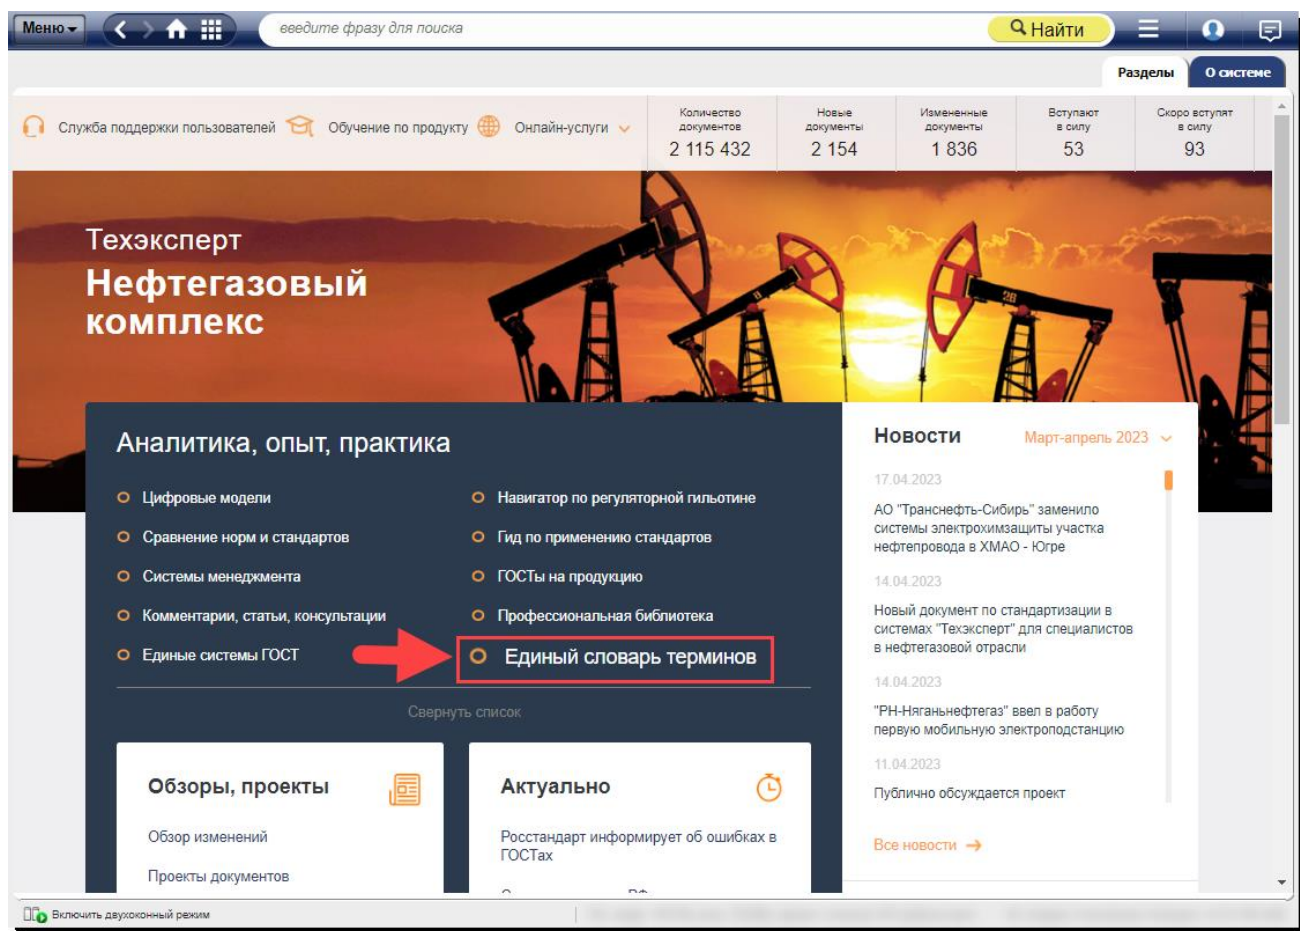 Меню
введите фразу для поиска
Найти
Разделы
О системе
Служба поддержки пользователей
Обучение по продукту
Онлайн-услуги
Количество
документов
2 115 432
Новые
документы
2 154
Измененные
документы
1 836
Вступают
в силу
53
Скоро вступят
в силу
93
Техэксперт
Нефтегазовый
комплекс
Аналитика, опыт, практика
Цифровые модели
Сравнение норм и стандартов
Системы менеджмента
Комментарии, статьи, консультации
Единые системы ГОСТ
Навигатор по регуляторной гильотине
Гид по применению стандартов
ГОСТы на продукцию
Профессиональная библиотека
Единый словарь терминов
Свернуть список
Обзоры, проекты
Обзор изменений
Проекты документов
Актуально
Росстандарт информирует об ошибках в
ГОСТах
Новости
Март-апрель 2023
17.04.2023
АО "Транснефть-Сибирь" заменило
системы электрохимзащиты участка
нефтепровода в ХМАО - Югре
14.04.2023
Новый документ по стандартизации в
системах "Техэксперт" для специалистов
в нефтегазовой отрасли
14.04.2023
"РН-Няганьнефтегаз" ввел в работу
первую мобильную электроподстанцию
11.04.2023
Публично обсуждается проект
Все новости
Включить двухоконный режим